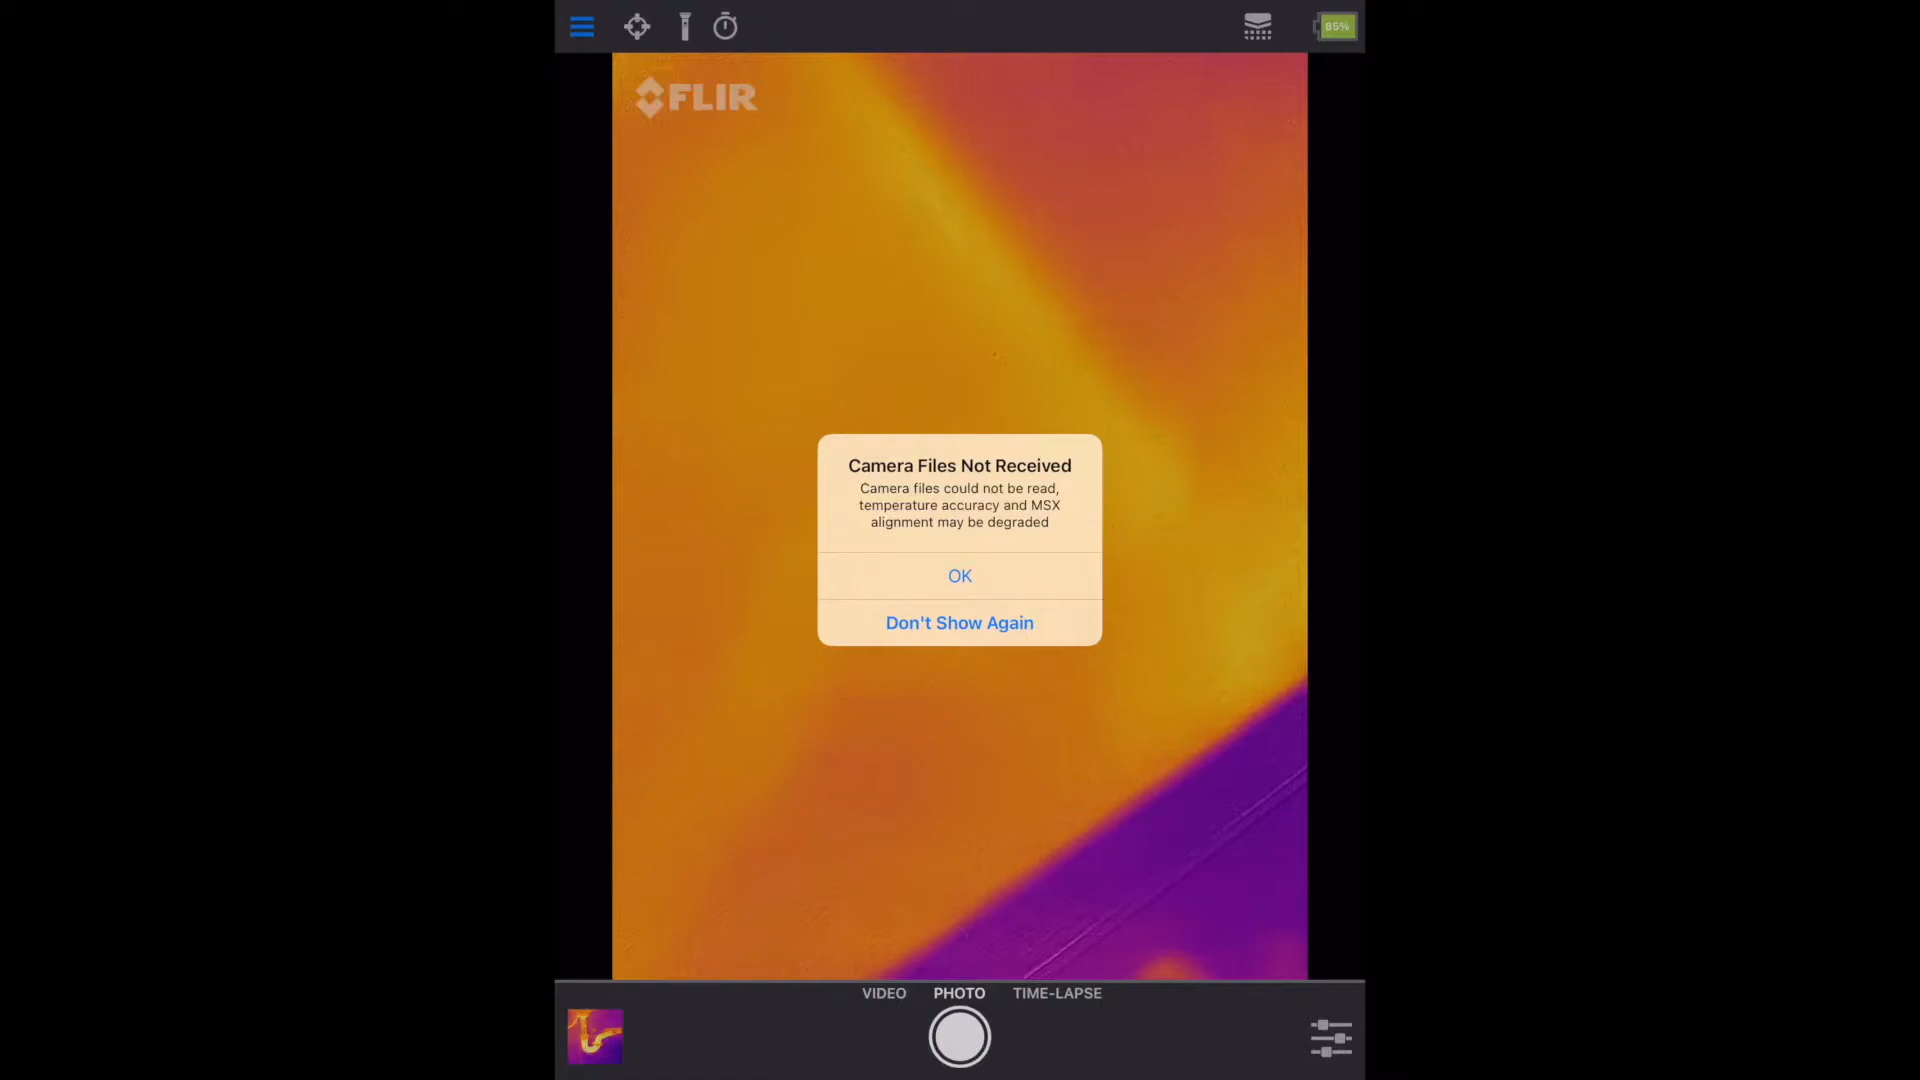 85%
FLIR
Camera Files Not Received
Camera files could not be read,
temperature accuracy and MSX
alignment may be degraded
OK
Don't Show Again
VIDEO PHOTO TIME-LAPSE